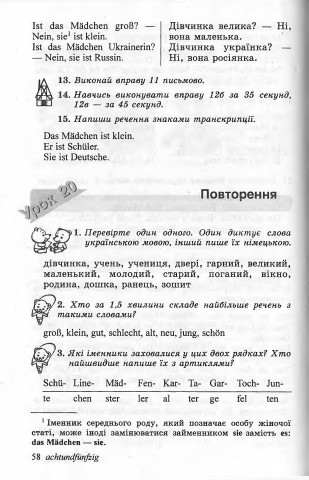 Ist das Mädchen groß? — Nein, sie¹ ist klein.
Ist das Mädchen Ukrainerin? — Nein, sie ist Russin.
Дівчинка велика? — Ні, вона маленька.
Дівчинка українка? — Ні, вона росіянка.
13. Виконай вправу 11 письмово.
14. Навчись виконувати вправу 12б за 35 секунд,
12в — за 45 секунд.
15. Напиши речення знаками транскрипції.
Das Mädchen ist klein.
Er ist Schüler.
Sie ist Deutsche.
Урок 20
Повторення
1. Перевірте один одного. Один диктує слова
українською мовою, інший пише їх німецькою.
дівчинка, учень, учениця, двері, гарний, великий,
маленький, молодий, старий, поганий, вікно,
родина, дошка, ранець, зошит
2. Хто за 1,5 хвилини складе найбільше речень з
такими словами?
groß, klein, gut, schlecht, alt, neu, jung, schön
3. Які іменники заховалися у цих двох рядках? Хто
найшвидше напише їх з артиклями?
Schü- Line- Mäd- Fen- Kar- Ta- Gar- Toch- Jun-
te chen ster ler al ter ge fel ten
¹ Іменник середнього роду, який позначає особу жіночої
статі, може іноді замінюватися займенником sie замість es:
das Mädchen — sie.
58 achtundfünfzig